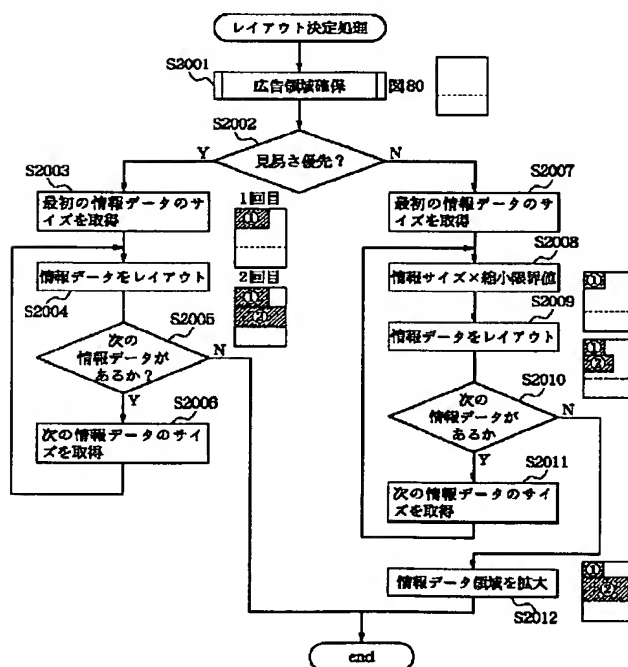 レイアウト決定処理
S2001
広告領域確保
図80
S2002
見易さ優先?
Y
N
S2003
最初の情報データのサ
イズを取得
1回目
①
情報データをレイアウト
S2004
2回目
①
②
S2005
次の
情報データが
あるか?
N
Y
S2006
次の情報データのサイ
ズを取得
S2007
最初の情報データの
サイズを取得
S2008
情報サイズ×縮小限界値
①
S2009
情報データをレイアウト
①
②
S2010
次の
情報データが
あるか
N
Y
S2011
次の情報データのサ
イズを取得
情報データ領域を拡大
S2012
①
②
end